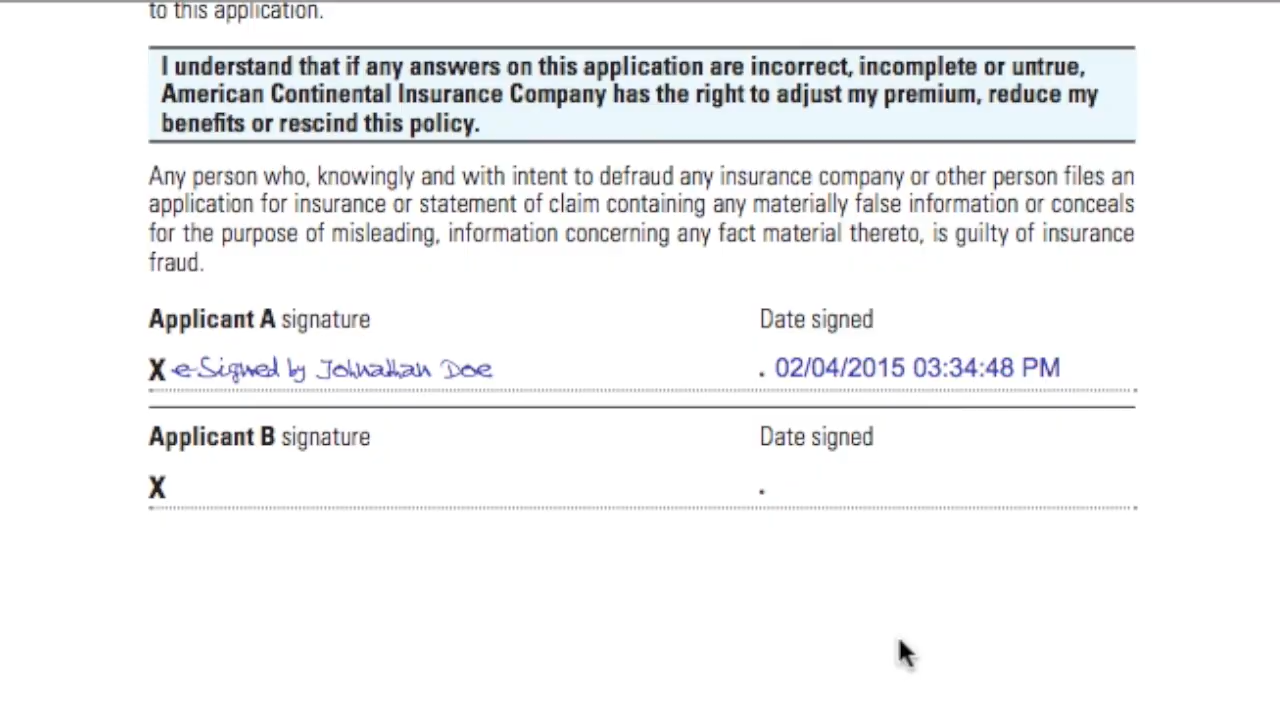 to this application.
I understand that if any answers on this application are incorrect, incomplete or untrue,
American Continental Insurance Company has the right to adjust my premium, reduce my
benefits or rescind this policy.
Any person who, knowingly and with intent to defraud any insurance company or other person files an
application for insurance or statement of claim containing any materially false information or conceals
for the purpose of misleading, information concerning any fact material thereto, is guilty of insurance
fraud.
Applicant A signature Date signed
X e-Signed by Johnathan Doe . 02/04/2015 03:34:48 PM
Applicant B signature Date signed
X .